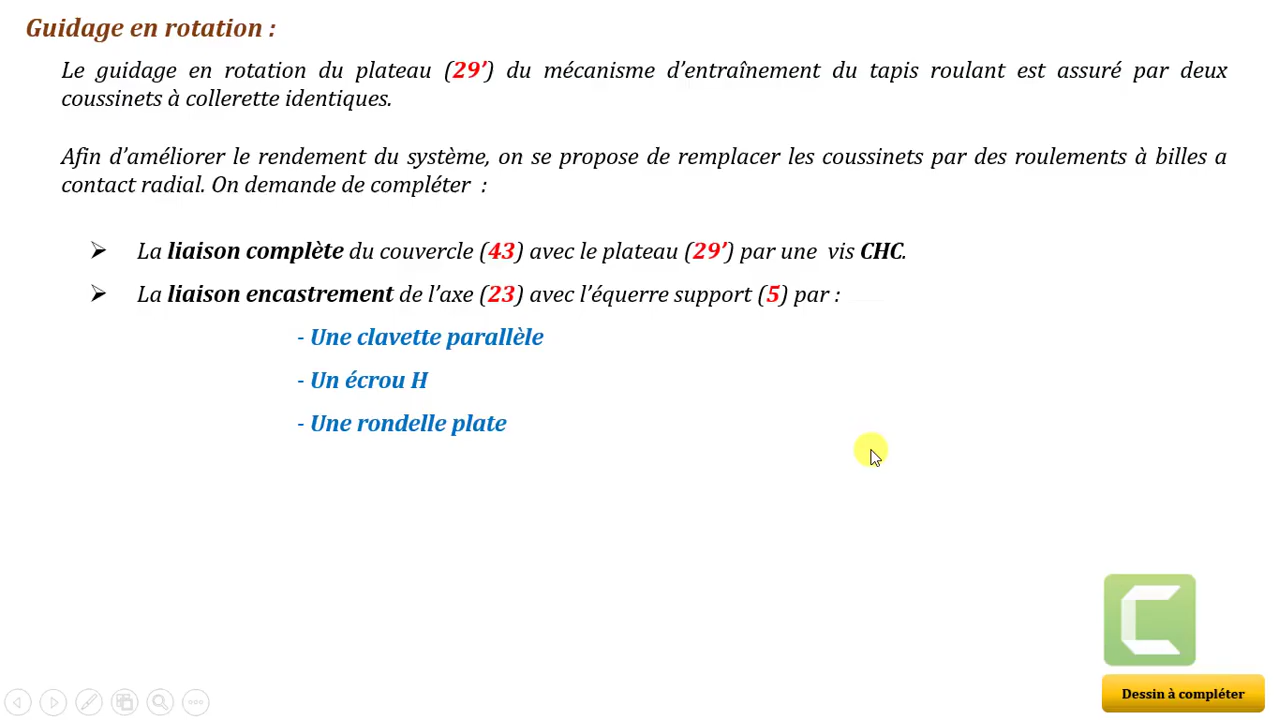 Guidage en rotation :
Le guidage en rotation du plateau (29’) du mécanisme d’entraînement du tapis roulant est assuré par deux
coussinets à collerette identiques.
Afin d’améliorer le rendement du système, on se propose de remplacer les coussinets par des roulements à billes a
contact radial. On demande de compléter :
➢ La liaison complète du couvercle (43) avec le plateau (29’) par une vis CHC.
➢ La liaison encastrement de l’axe (23) avec l’équerre support (5) par :
- Une clavette parallèle
- Un écrou H
- Une rondelle plate
Dessin à compléter